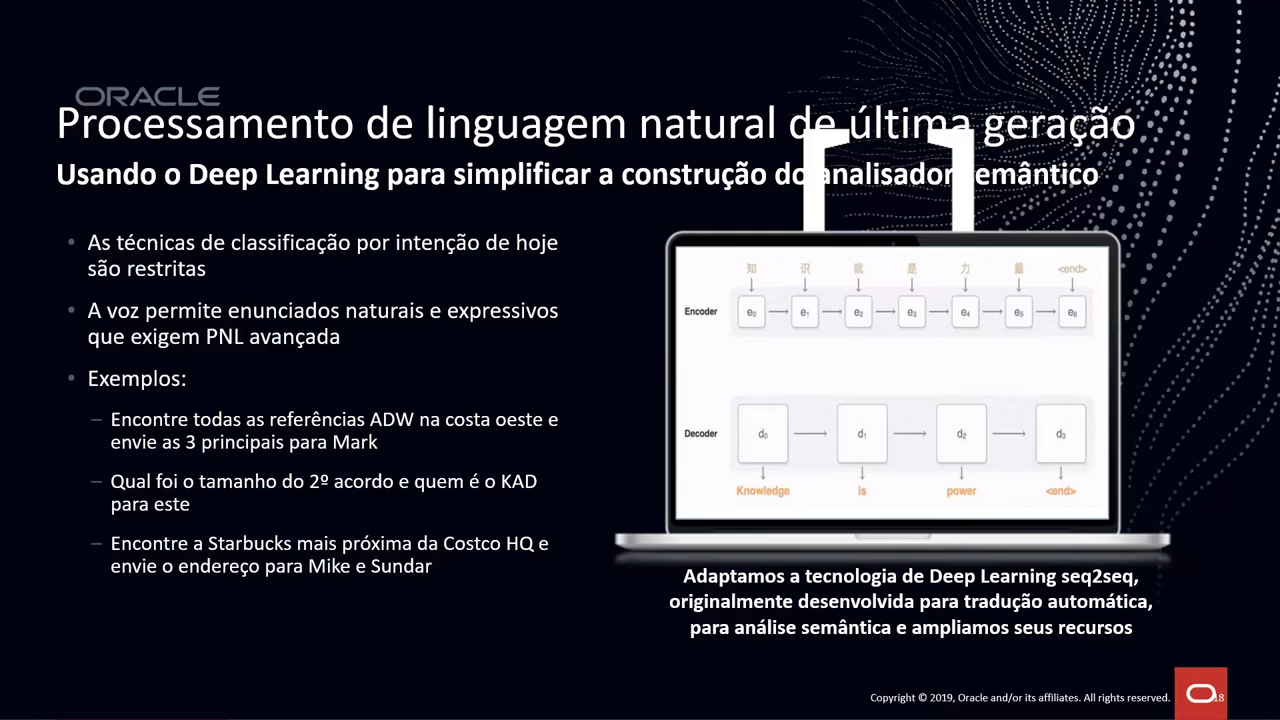 ORACLE
Processamento de linguagem natural de última geração
Usando o Deep Learning para simplificar a construção do analisador semântico
• As técnicas de classificação por intenção de hoje
são restritas
• A voz permite enunciados naturais e expressivos
que exigem PNL avançada
• Exemplos:
– Encontre todas as referências ADW na costa oeste e
envie as 3 principais para Mark
– Qual foi o tamanho do 2º acordo e quem é o KAD
para este
– Encontre a Starbucks mais próxima da Costco HQ e
envie o endereço para Mike e Sundar
知 识 就 是 力 量 <end>
Encoder e0 e1 e2 e3 e4 e5 e6
Decoder d0 d1 d2 d3
Knowledge is power <end>
Adaptamos a tecnologia de Deep Learning seq2seq,
originalmente desenvolvida para tradução automática,
para análise semântica e ampliamos seus recursos
Copyright © 2019, Oracle and/or its affiliates. All rights reserved. 18